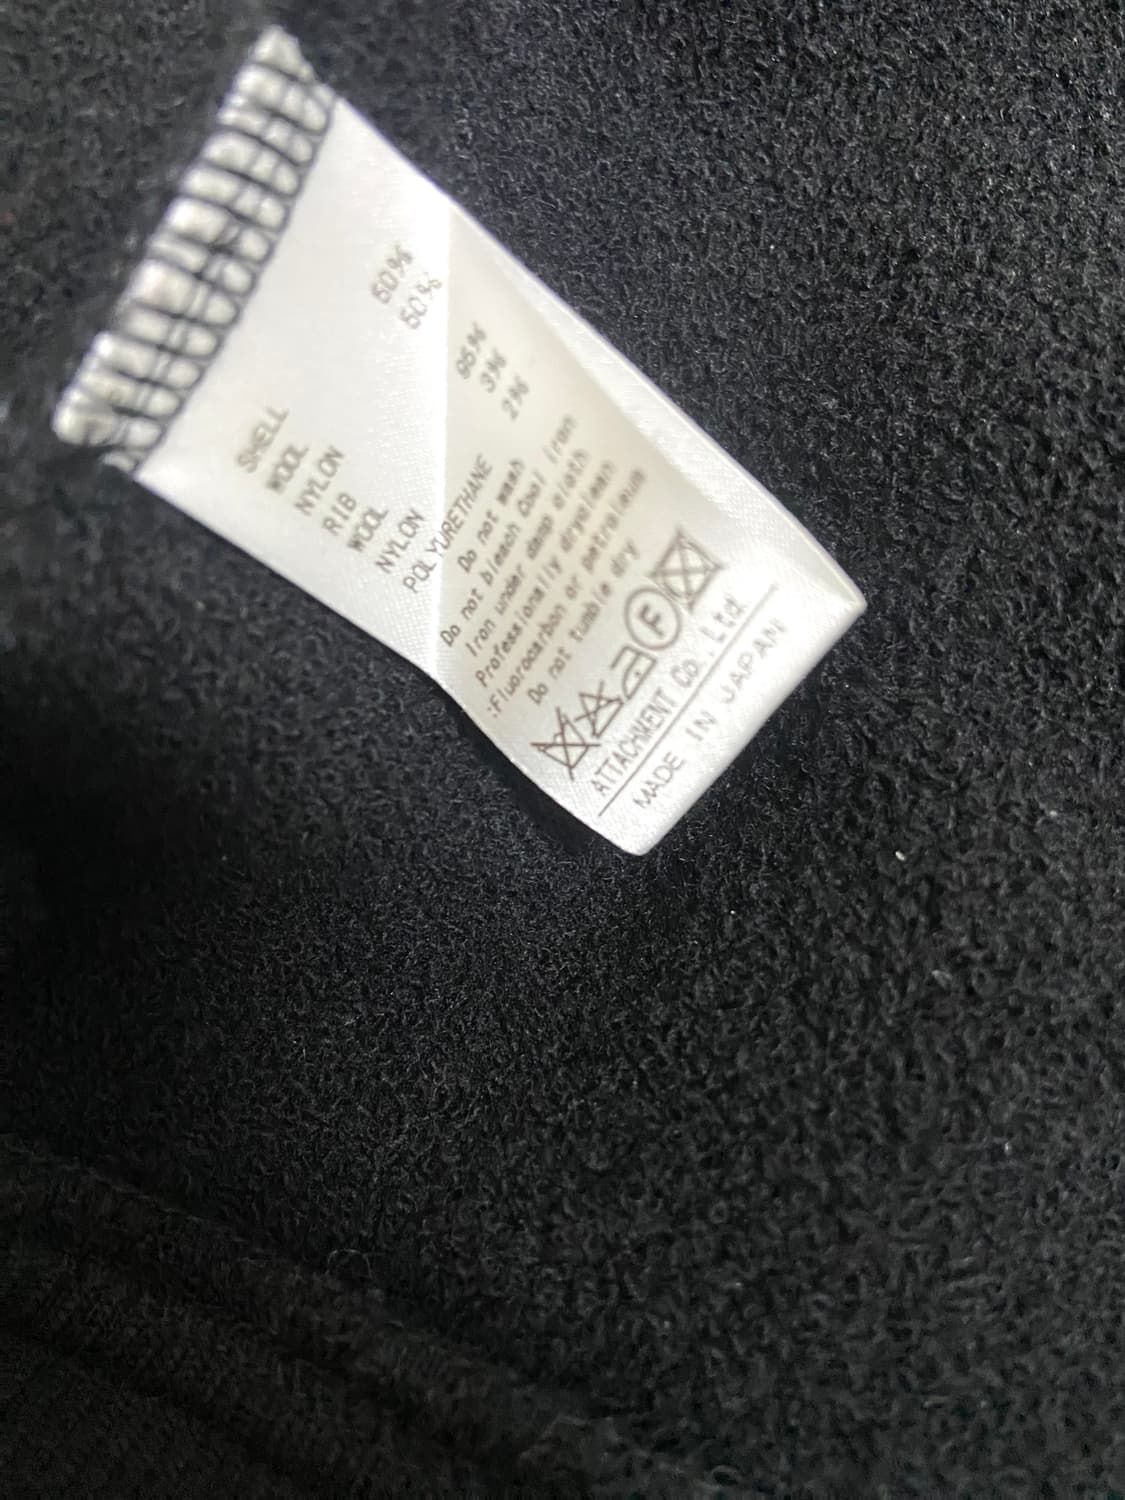 SHELL
WOOL 50%
NYLON 50%
RIB
WOOL 95%
NYLON 3%
POLYURETHANE 2%
Do not wash
Do not bleach Cool iron
Iron under damp cloth
Professionally dryclean
:Fluorocarbon or petroleum
Do not tumble dry
F
ATTACHMENT Co., Ltd.
MADE IN JAPAN